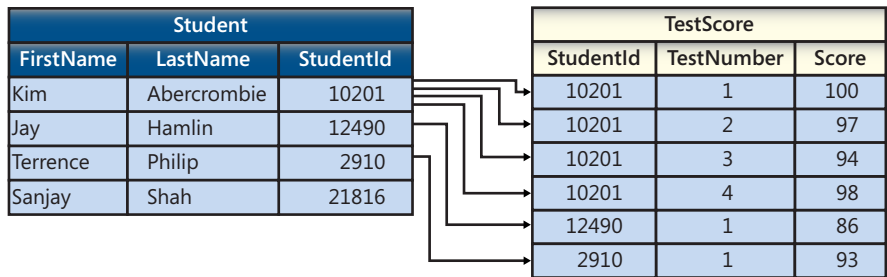 Student
FirstName LastName StudentId
Kim Abercrombie 10201
Jay Hamlin 12490
Terrence Philip 2910
Sanjay Shah 21816
TestScore
StudentId TestNumber Score
10201 1 100
10201 2 97
10201 3 94
10201 4 98
12490 1 86
2910 1 93